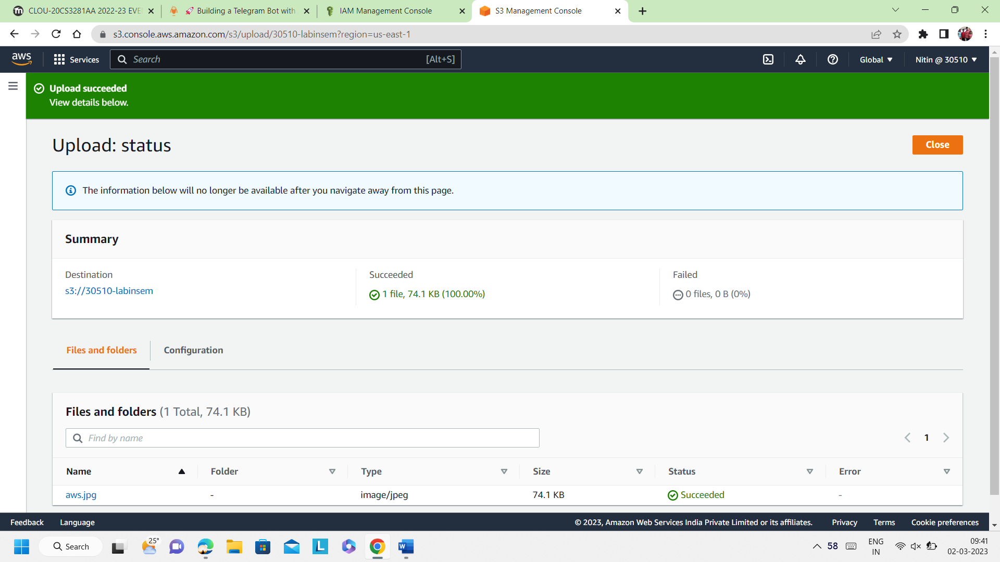 CLOU-20CS3281AA 2022-23 EVE
🚀 Building a Telegram Bot with
IAM Management Console
S3 Management Console
s3.console.aws.amazon.com/s3/upload/30510-labinsem?region=us-east-1
aws
Services
Search
[Alt+S]
Global
Nitin @ 30510
Upload succeeded
View details below.
Upload: status
Close
The information below will no longer be available after you navigate away from this page.
Summary
Destination
s3://30510-labinsem
Succeeded
1 file, 74.1 KB (100.00%)
Failed
0 files, 0 B (0%)
Files and folders
Configuration
Files and folders (1 Total, 74.1 KB)
Find by name
1
Name Folder Type Size Status Error
aws.jpg - image/jpeg 74.1 KB Succeeded -
Feedback Language © 2023, Amazon Web Services India Private Limited or its affiliates. Privacy Terms Cookie preferences
Search
25°
L
W
58
ENG
IN
09:41
02-03-2023